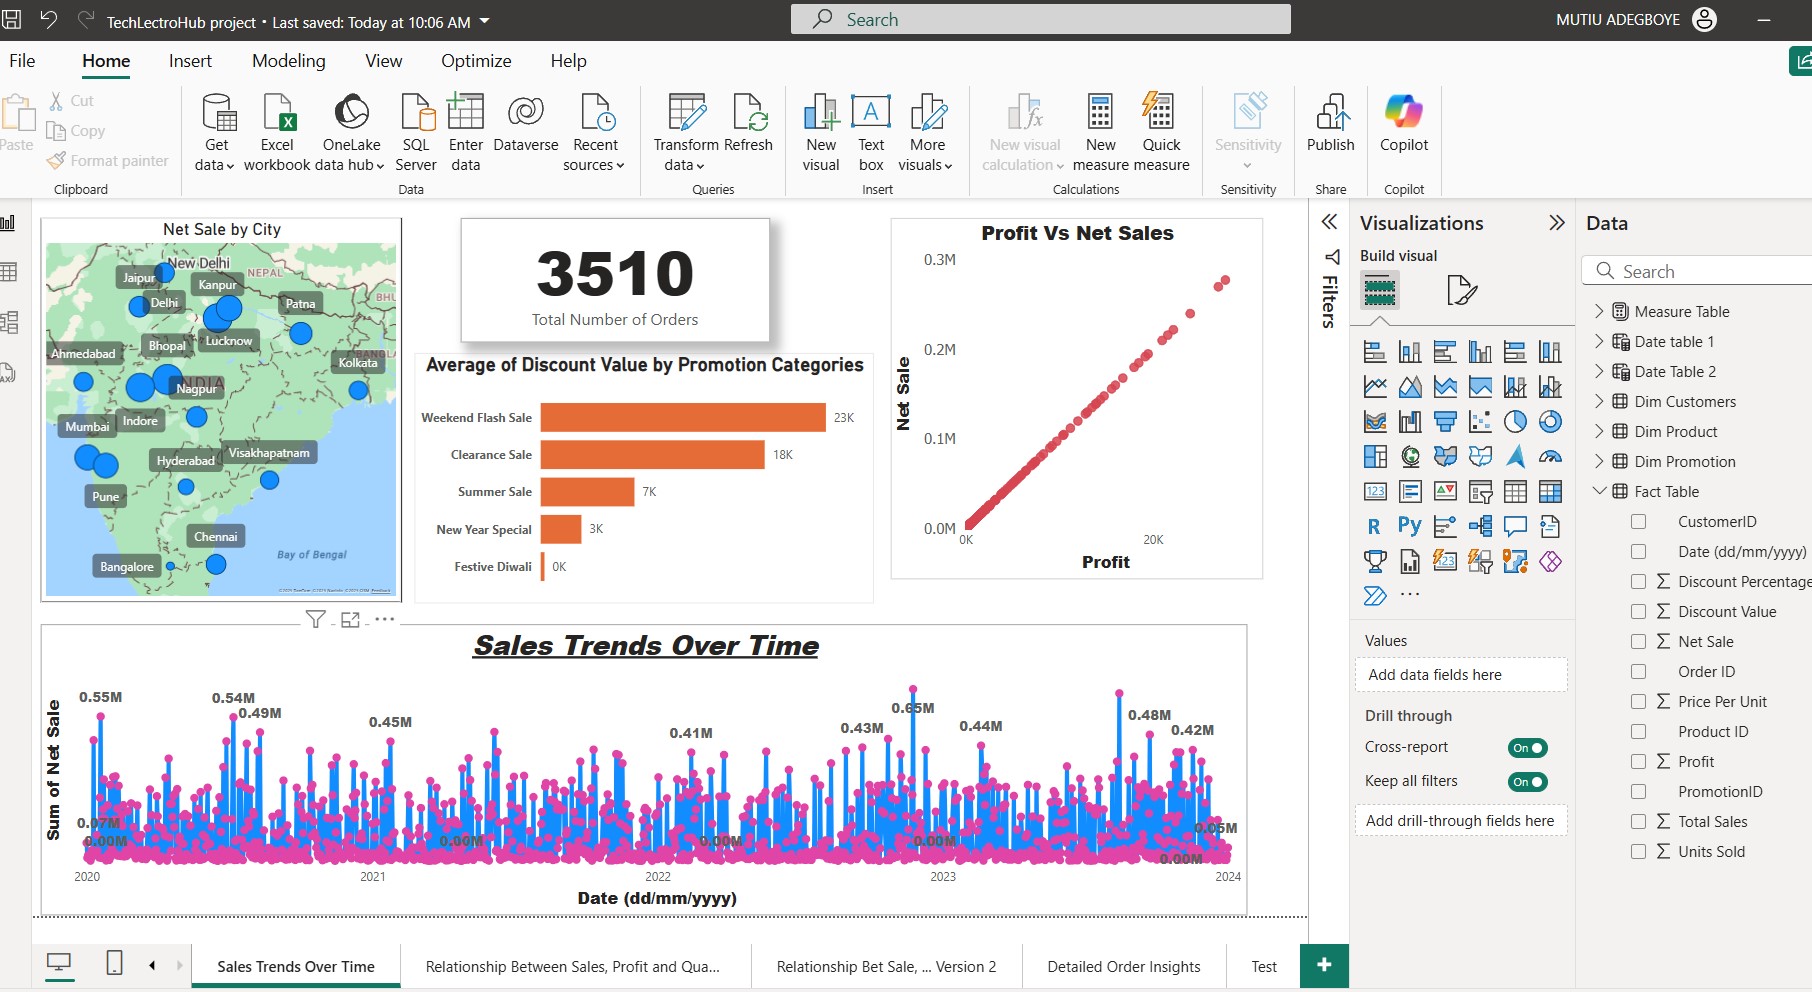 TechLectroHub project • Last saved: Today at 10:06 AM
Search
MUTIU ADEGBOYE
File
Home
Insert
Modeling
View
Optimize
Help
Paste
Cut
Copy
Format painter
Clipboard
Get data
Excel workbook
OneLake data hub
SQL Server
Enter data
Dataverse
Recent sources
Data
Transform data
Refresh
Queries
New visual
Text box
More visuals
Insert
New visual calculation
New measure
Quick measure
Calculations
Sensitivity
Sensitivity
Publish
Share
Copilot
Copilot
Net Sale by City
New Delhi
NEPAL
Jaipur
Kanpur
BHU
Delhi
Patna
Lucknow
Bhopal
Ahmedabad
BANGLA
Kolkata
INDIA
Nagpur
Indore
Mumbai
Visakhapatnam
Hyderabad
Pune
Chennai
Bay of Bengal
Bangalore
3510
Total Number of Orders
Average of Discount Value by Promotion Categories
Weekend Flash Sale 23K
Clearance Sale 18K
Summer Sale 7K
New Year Special 3K
Festive Diwali 0K
Profit Vs Net Sales
Net Sale
0.3M
0.2M
0.1M
0.0M
0K 20K
Profit
Sales Trends Over Time
Sum of Net Sale
0.55M
0.54M
0.49M
0.45M
0.41M
0.43M
0.65M
0.44M
0.48M
0.42M
0.07M
0.00M
0.00M
0.00M
0.00M
0.05M
0.00M
2020 2021 2022 2023 2024
Date (dd/mm/yyyy)
Filters
Visualizations
Build visual
123
R
Py
123
Values
Add data fields here
Drill through
Cross-report
On
Keep all filters
On
Add drill-through fields here
Data
Search
Measure Table
Date table 1
Date Table 2
Dim Customers
Dim Product
Dim Promotion
Fact Table
CustomerID
Date (dd/mm/yyyy)
Discount Percentage
Discount Value
Net Sale
Order ID
Price Per Unit
Product ID
Profit
PromotionID
Total Sales
Units Sold
Sales Trends Over Time
Relationship Between Sales, Profit and Qua...
Relationship Bet Sale, ... Version 2
Detailed Order Insights
Test